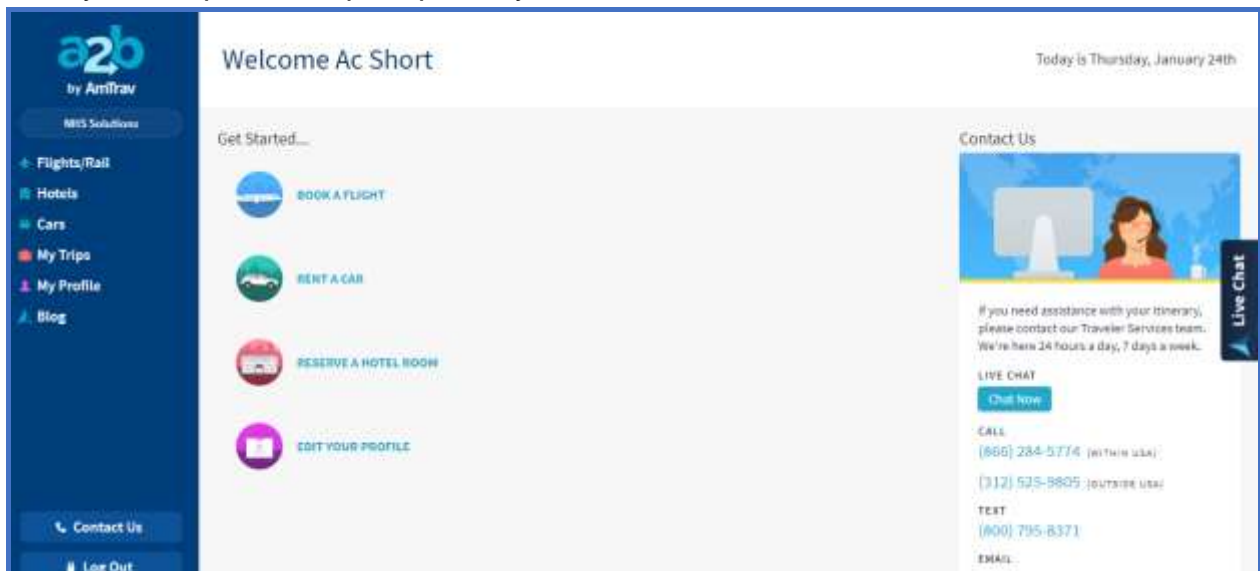 a2b
by AmTrav
NHS Solutions
Flights/Rail
Hotels
Cars
My Trips
My Profile
Blog
Contact Us
Log Out
Welcome Ac Short
Today is Thursday, January 24th
Get Started...
BOOK A FLIGHT
RENT A CAR
RESERVE A HOTEL ROOM
EDIT YOUR PROFILE
Contact Us
If you need assistance with your itinerary,
please contact our Traveler Services team.
We're here 24 hours a day, 7 days a week.
LIVE CHAT
Chat Now
CALL
(866) 284-5774 (WITHIN USA)
(312) 525-9805 (OUTSIDE USA)
TEXT
(800) 795-8371
EMAIL
Live Chat